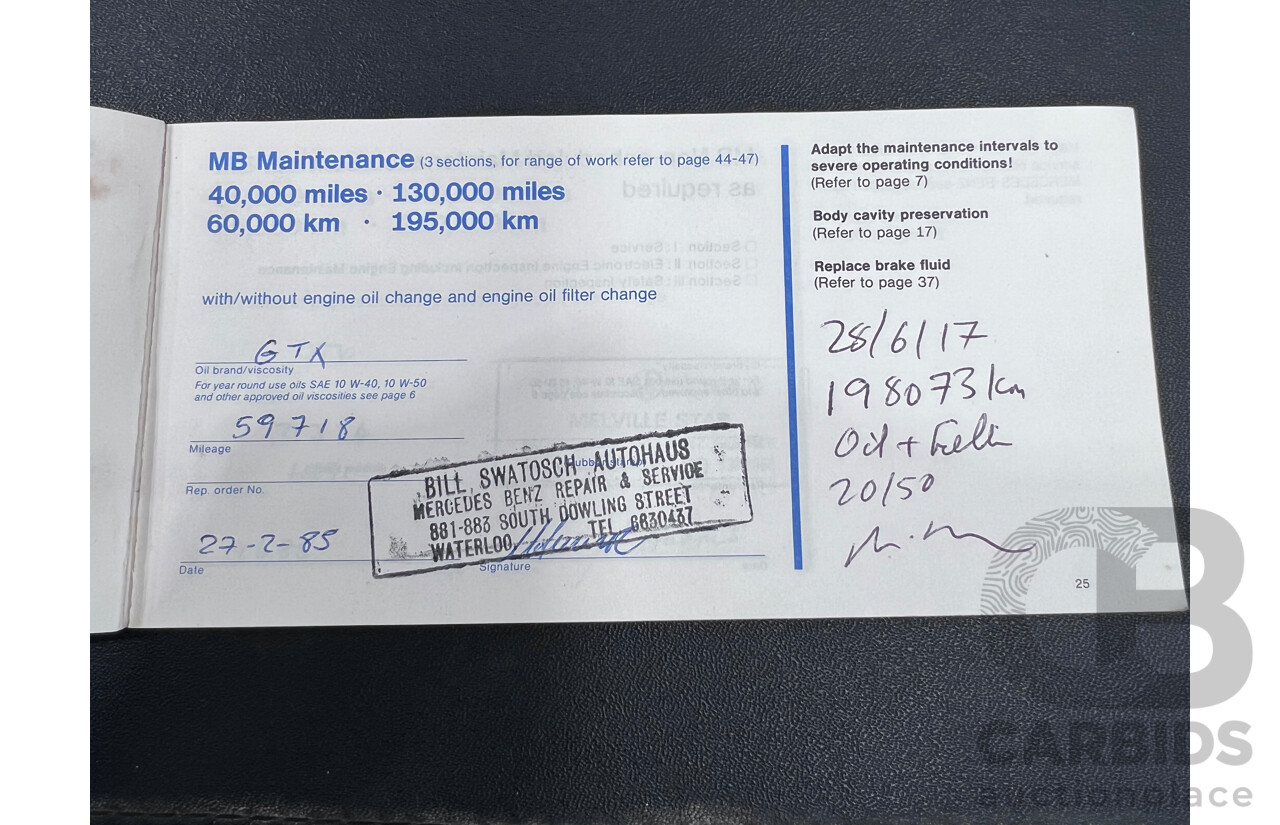 MB Maintenance (3 sections, for range of work refer to page 44-47)
40,000 miles · 130,000 miles
60,000 km · 195,000 km
with/without engine oil change and engine oil filter change
GTX
Oil brand/viscosity
For year round use oils SAE 10 W-40, 10 W-50
and other approved oil viscosities see page 6
59718
Mileage
Rep. order No.
27-2-85
Date
BILL SWATOSCH AUTOHAUS
MERCEDES BENZ REPAIR & SERVICE
881-883 SOUTH DOWLING STREET
WATERLOO TEL 6630437
Signature
Adapt the maintenance intervals to
severe operating conditions!
(Refer to page 7)
Body cavity preservation
(Refer to page 17)
Replace brake fluid
(Refer to page 37)
28/6/17
198073 km
Oil +
20/50
25
CARBIDS
auctionplace